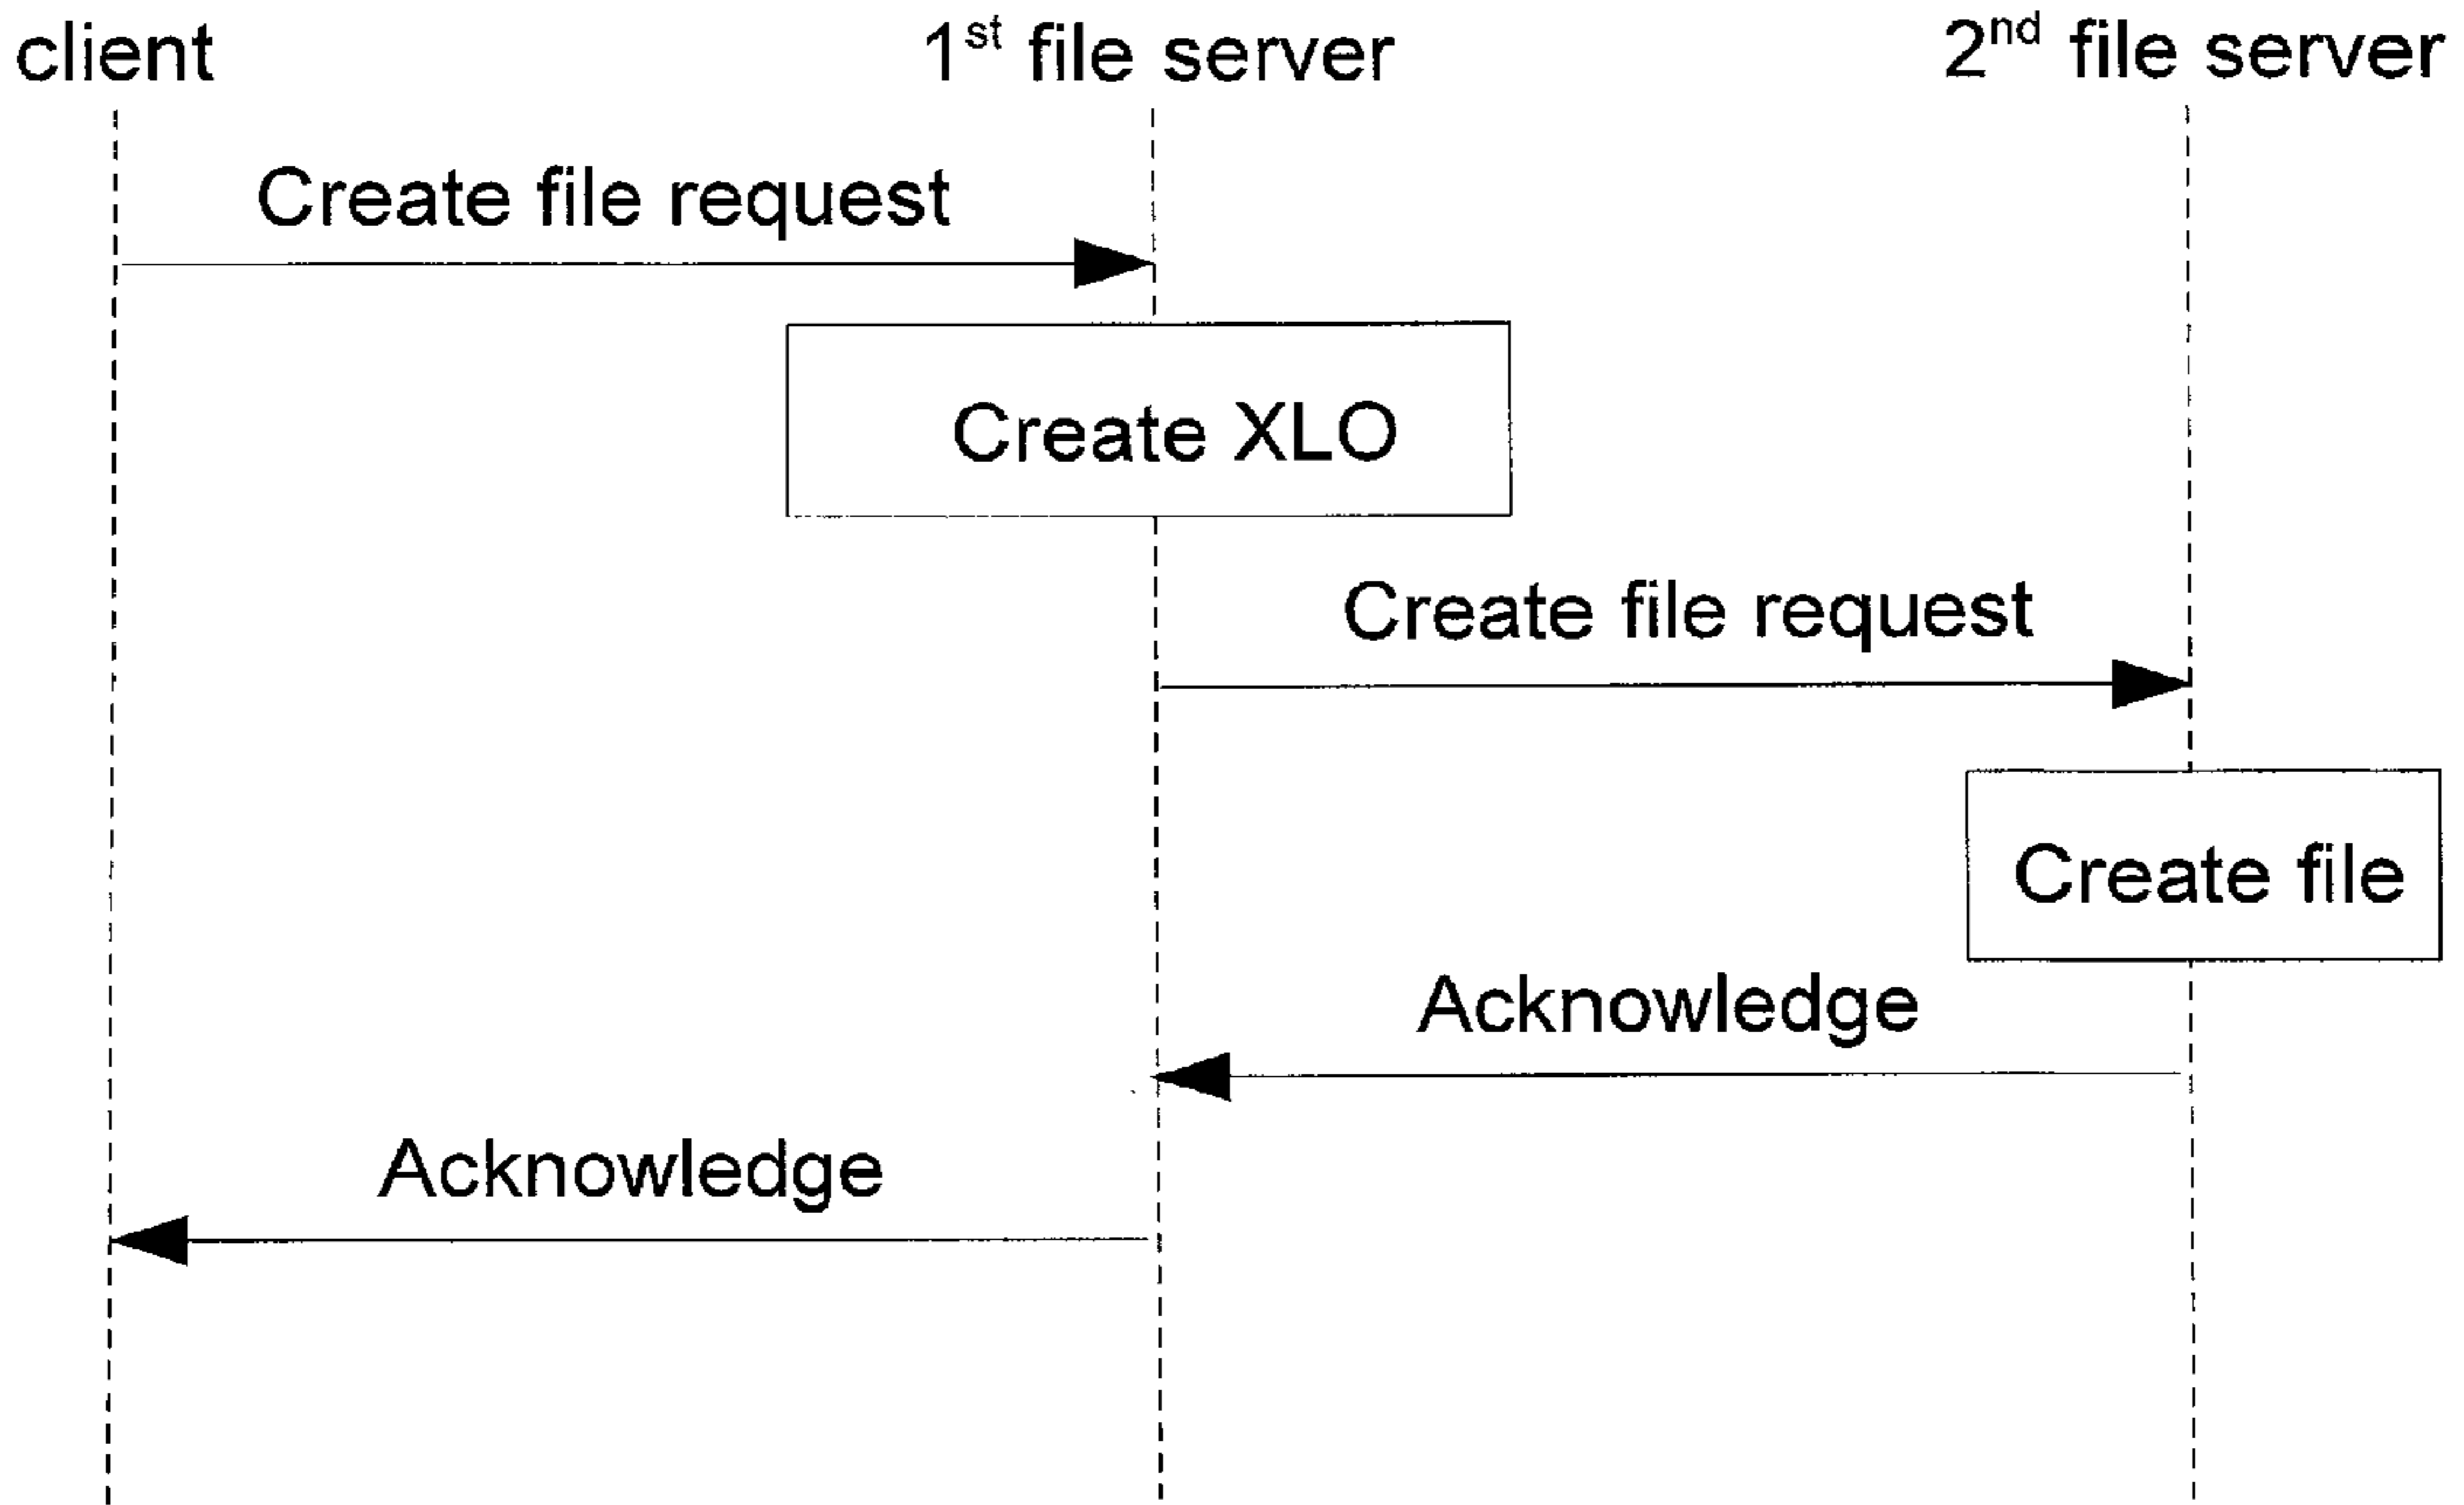 client 1st file server 2nd file server
Create file request
Create XLO
Create file request
Create file
Acknowledge
Acknowledge